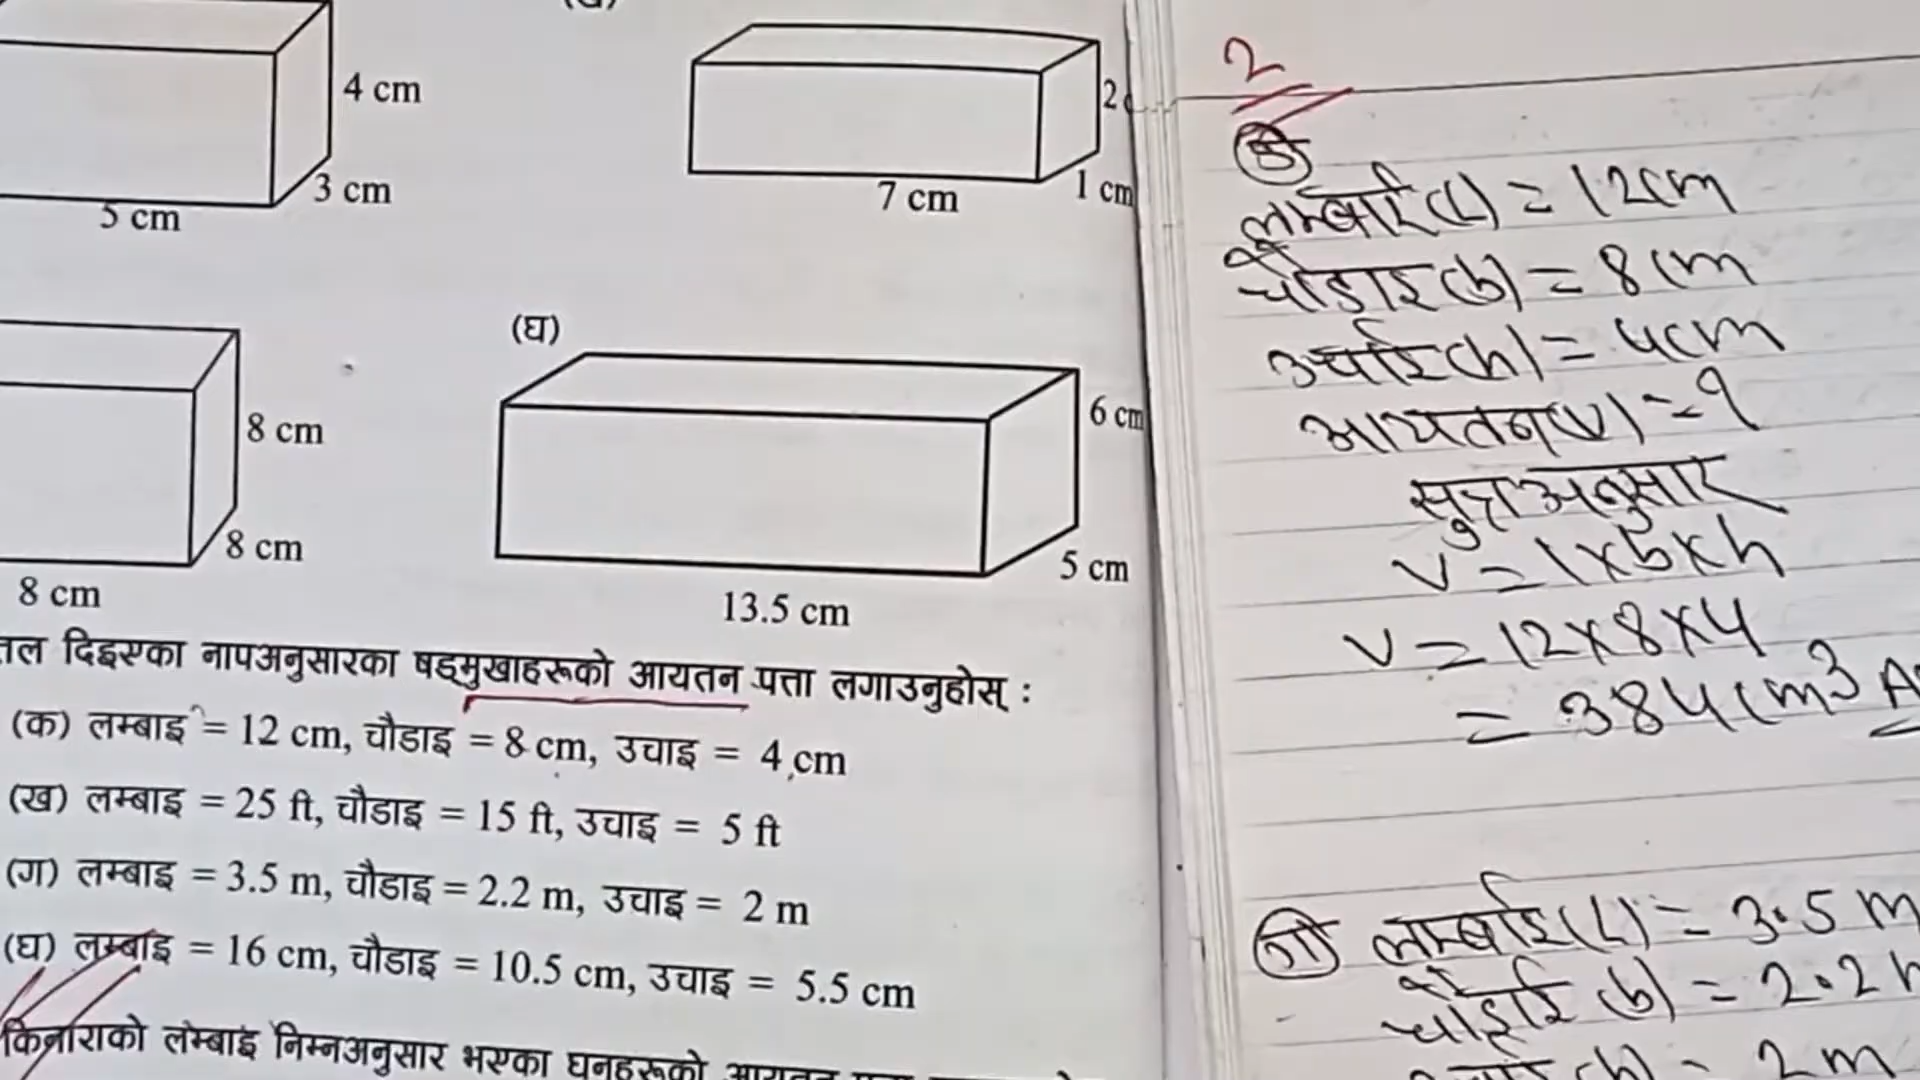 4 cm
3 cm
5 cm
2
7 cm
1 cm
8 cm
8 cm
8 cm
(घ)
6 cm
5 cm
13.5 cm
दिइएका नापअनुसारका षड्मुखाहरूको आयतन पत्ता लगाउनुहोस् :
(क) लम्बाइ = 12 cm, चौडाइ = 8 cm, उचाइ = 4 cm
(ख) लम्बाइ = 25 ft, चौडाइ = 15 ft, उचाइ = 5 ft
(ग) लम्बाइ = 3.5 m, चौडाइ = 2.2 m, उचाइ = 2 m
(घ) लम्बाइ = 16 cm, चौडाइ = 10.5 cm, उचाइ = 5.5 cm
किनाराको लम्बाइ निम्नअनुसार भएका घनहरूको आयतन
2
(क)
लम्बाई (L) = 12cm
चौडाइ (b) = 8cm
उचाई (h) = 4cm
आयतन (V) = ?
सुत्रअनुसार
V = l×b×h
V = 12×8×4
= 384cm³
(ग) लम्बाई (L) = 3.5 m
चौडाई (b) = 2.2
(h) = 2m